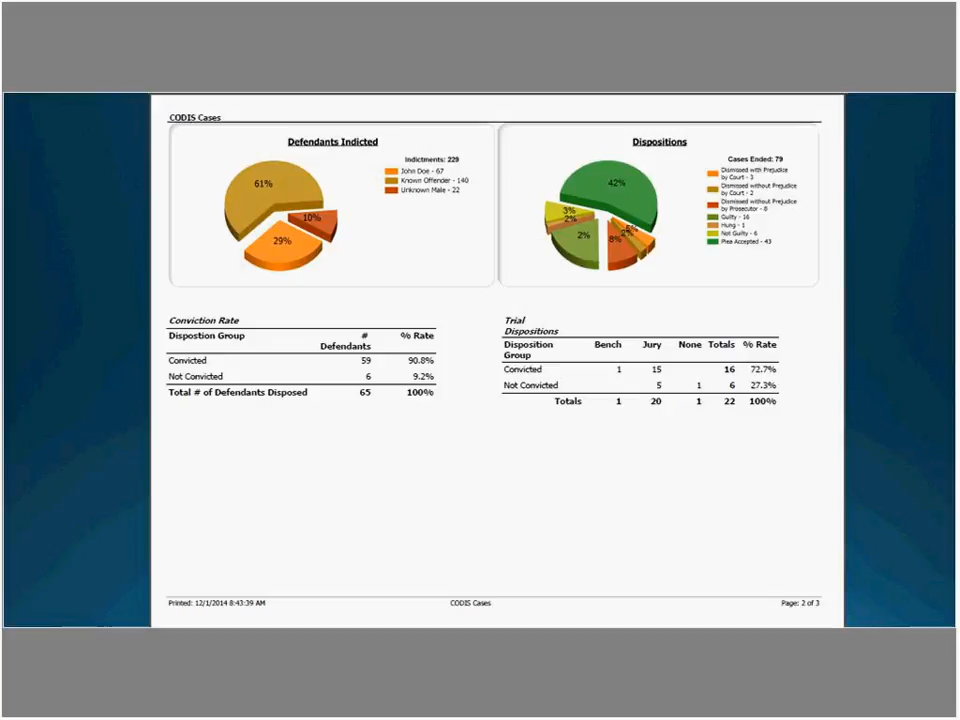 CODIS Cases
Defendants Indicted
Indictments: 229
John Doe - 67
Known Offender - 140
Unknown Male - 22
61%
10%
29%
Dispositions
Cases Ended: 79
Dismissed with Prejudice
by Court - 3
Dismissed without Prejudice
by Court - 2
Dismissed without Prejudice
by Prosecutor - 8
Guilty - 16
Hung - 1
Not Guilty - 6
Plea Accepted - 43
42%
3%
2%
2%
8%
2%
Conviction Rate
Dispostion Group # Defendants % Rate
Convicted 59 90.8%
Not Convicted 6 9.2%
Total # of Defendants Disposed 65 100%
Trial
Dispositions
Disposition Group Bench Jury None Totals % Rate
Convicted 1 15 16 72.7%
Not Convicted 5 1 6 27.3%
Totals 1 20 1 22 100%
Printed: 12/1/2014 8:43:39 AM CODIS Cases Page: 2 of 3